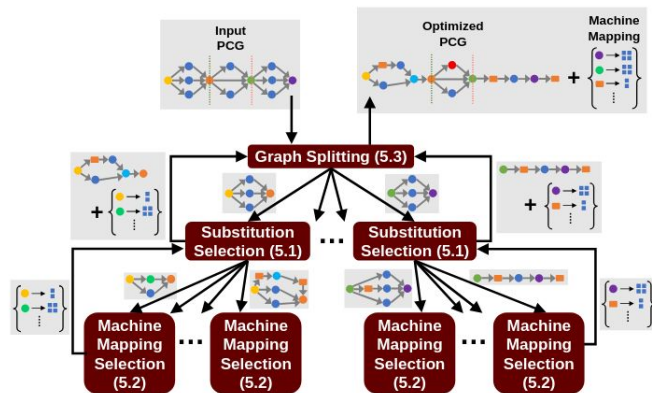 Input
PCG
Optimized
PCG
Machine
Mapping
+
Graph Splitting (5.3)
+
+
Substitution
Selection (5.1)
...
Substitution
Selection (5.1)
Machine
Mapping
Selection
(5.2)
...
Machine
Mapping
Selection
(5.2)
Machine
Mapping
Selection
(5.2)
...
Machine
Mapping
Selection
(5.2)